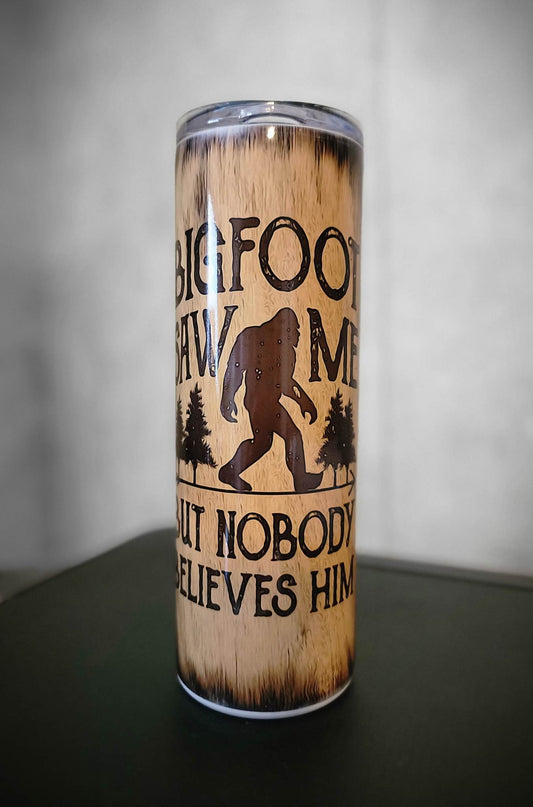 BIGFOOT
SAW ME
BUT NOBODY
BELIEVES HIM